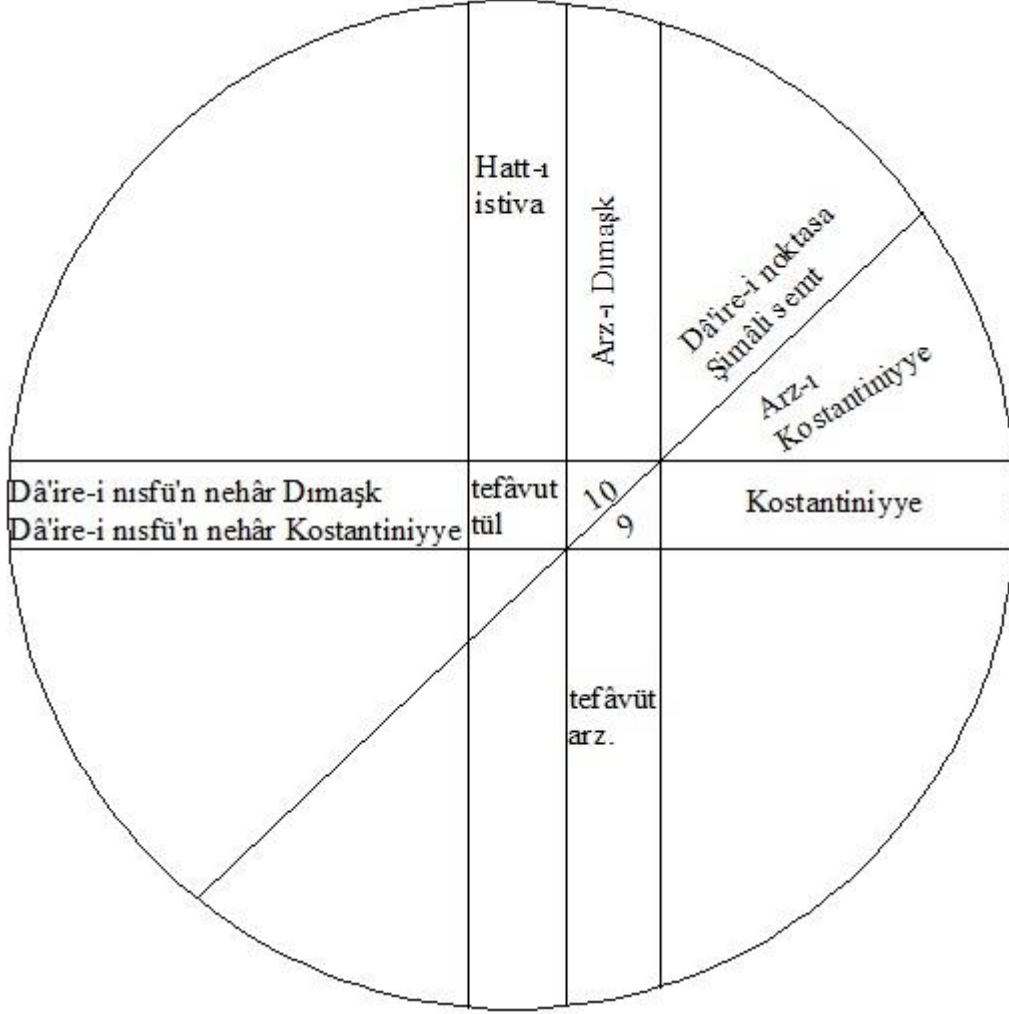 Hatt-ı
istiva
Arz-ı Dımaşk
Dâ'ire-i noktasa
Şimâli semt
Arz-ı
Kostantiniyye
Dâ'ire-i nısfü'n nehâr Dımaşk
Dâ'ire-i nısfü'n nehâr Kostantiniyye
tefâvut
tül
10
9
Kostantiniyye
tefâvüt
arz.